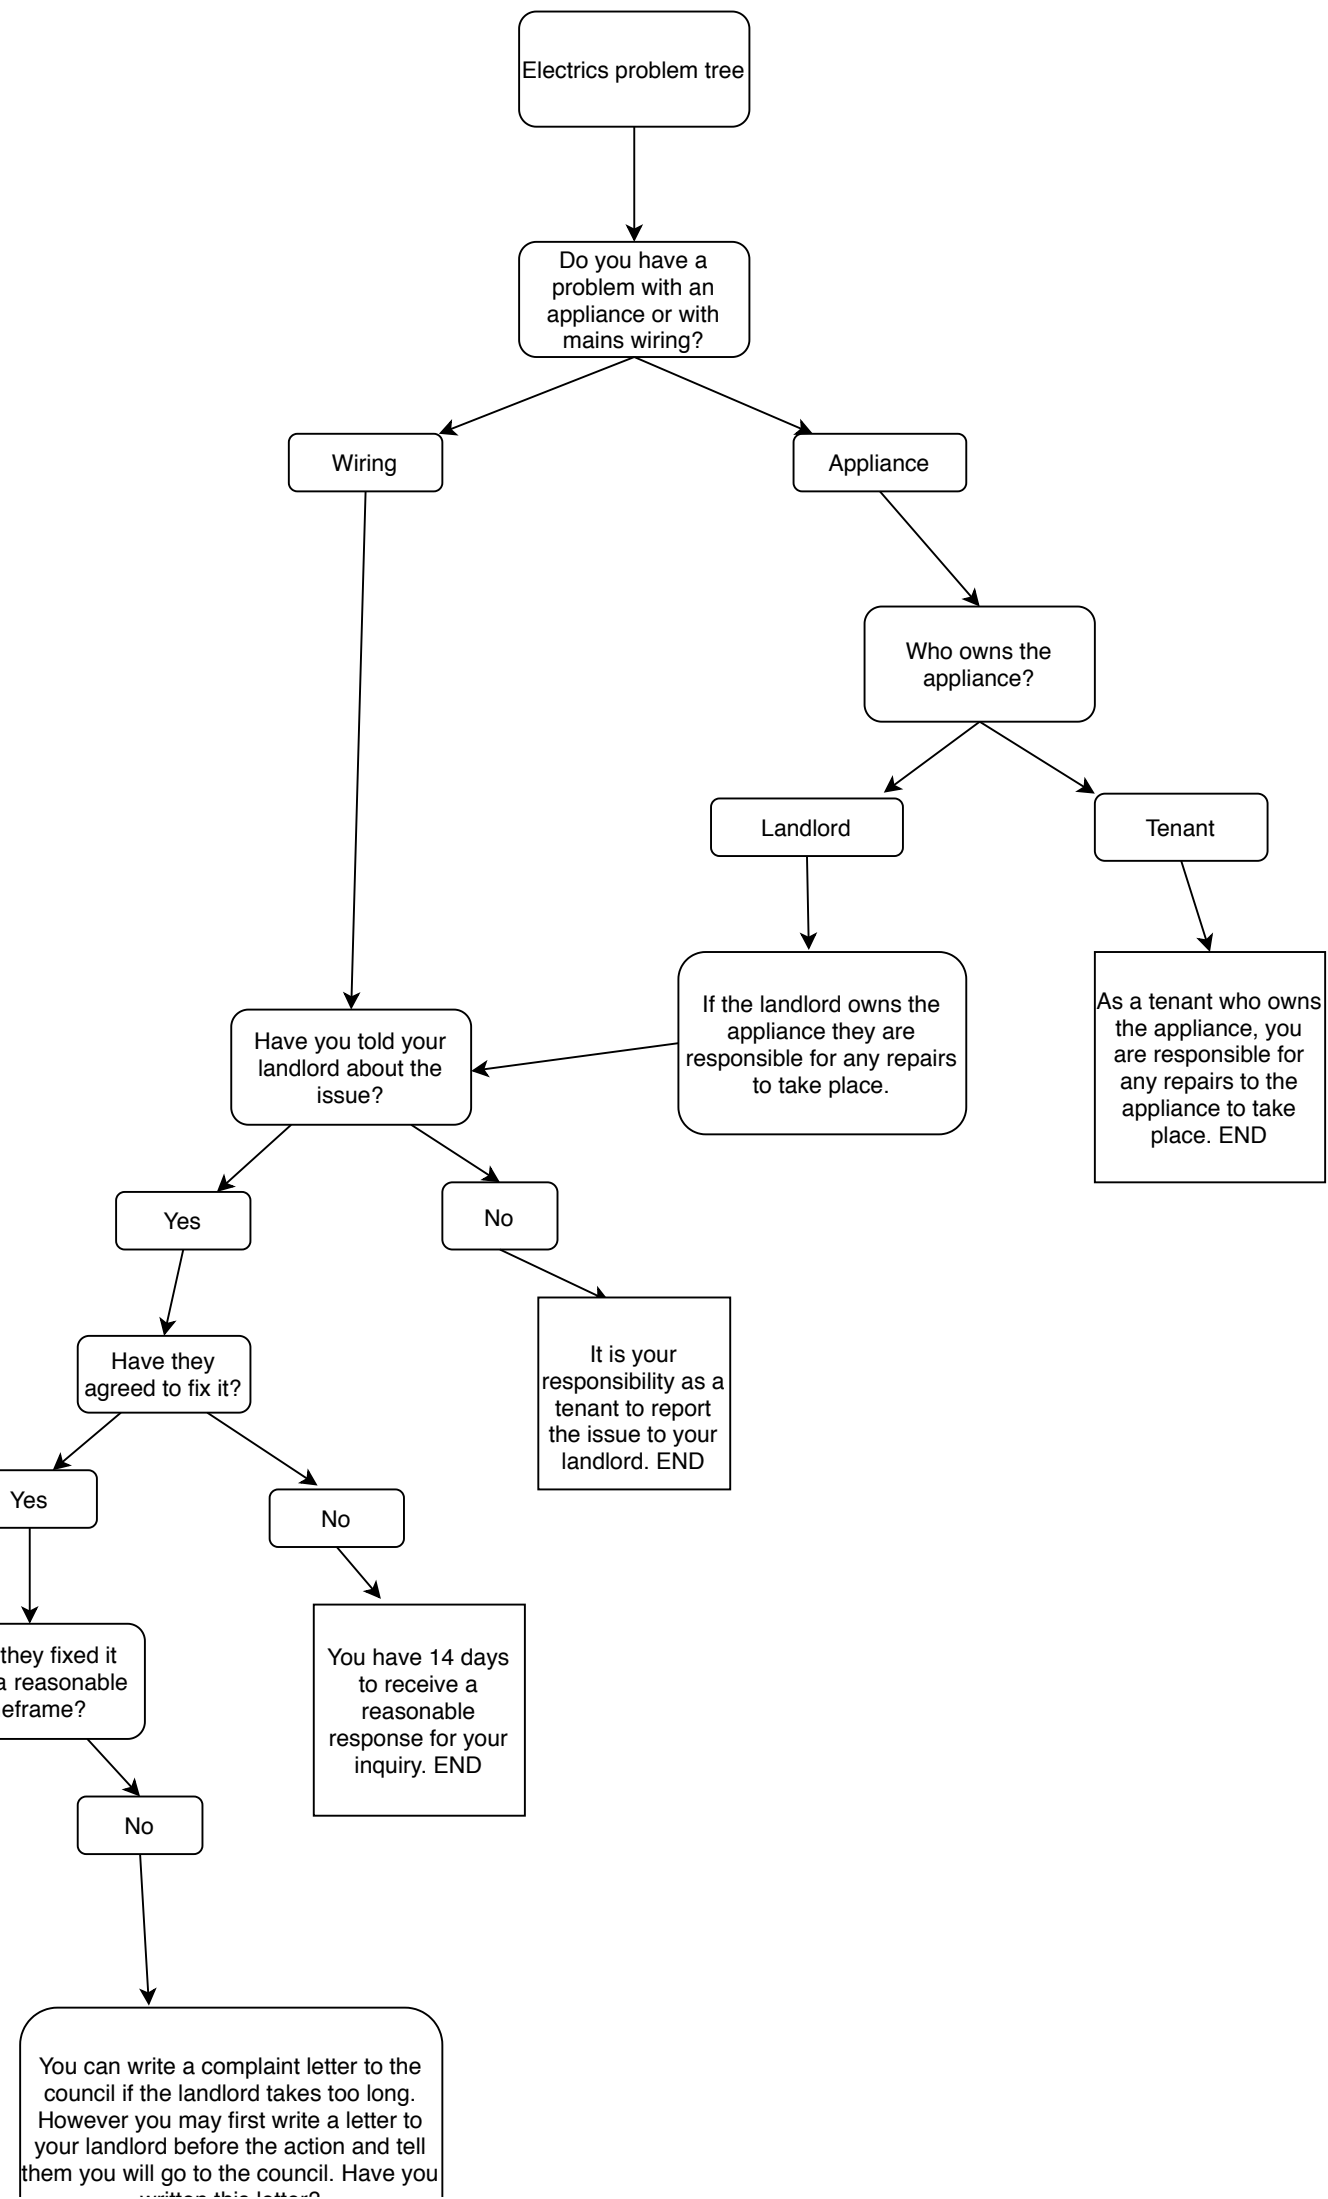 Electrics problem tree
Do you have a
problem with an
appliance or with
mains wiring?
Wiring
Appliance
Who owns the
appliance?
Landlord
Tenant
If the landlord owns the
appliance they are
responsible for any repairs
to take place.
As a tenant who owns
the appliance, you
are responsible for
any repairs to the
appliance to take
place. END
Have you told your
landlord about the
issue?
Yes
No
Have they
agreed to fix it?
It is your
responsibility as a
tenant to report
the issue to your
landlord. END
Yes
No
they fixed it
a reasonable
eframe?
You have 14 days
to receive a
reasonable
response for your
inquiry. END
No
You can write a complaint letter to the
council if the landlord takes too long.
However you may first write a letter to
your landlord before the action and tell
them you will go to the council. Have you
written this letter?